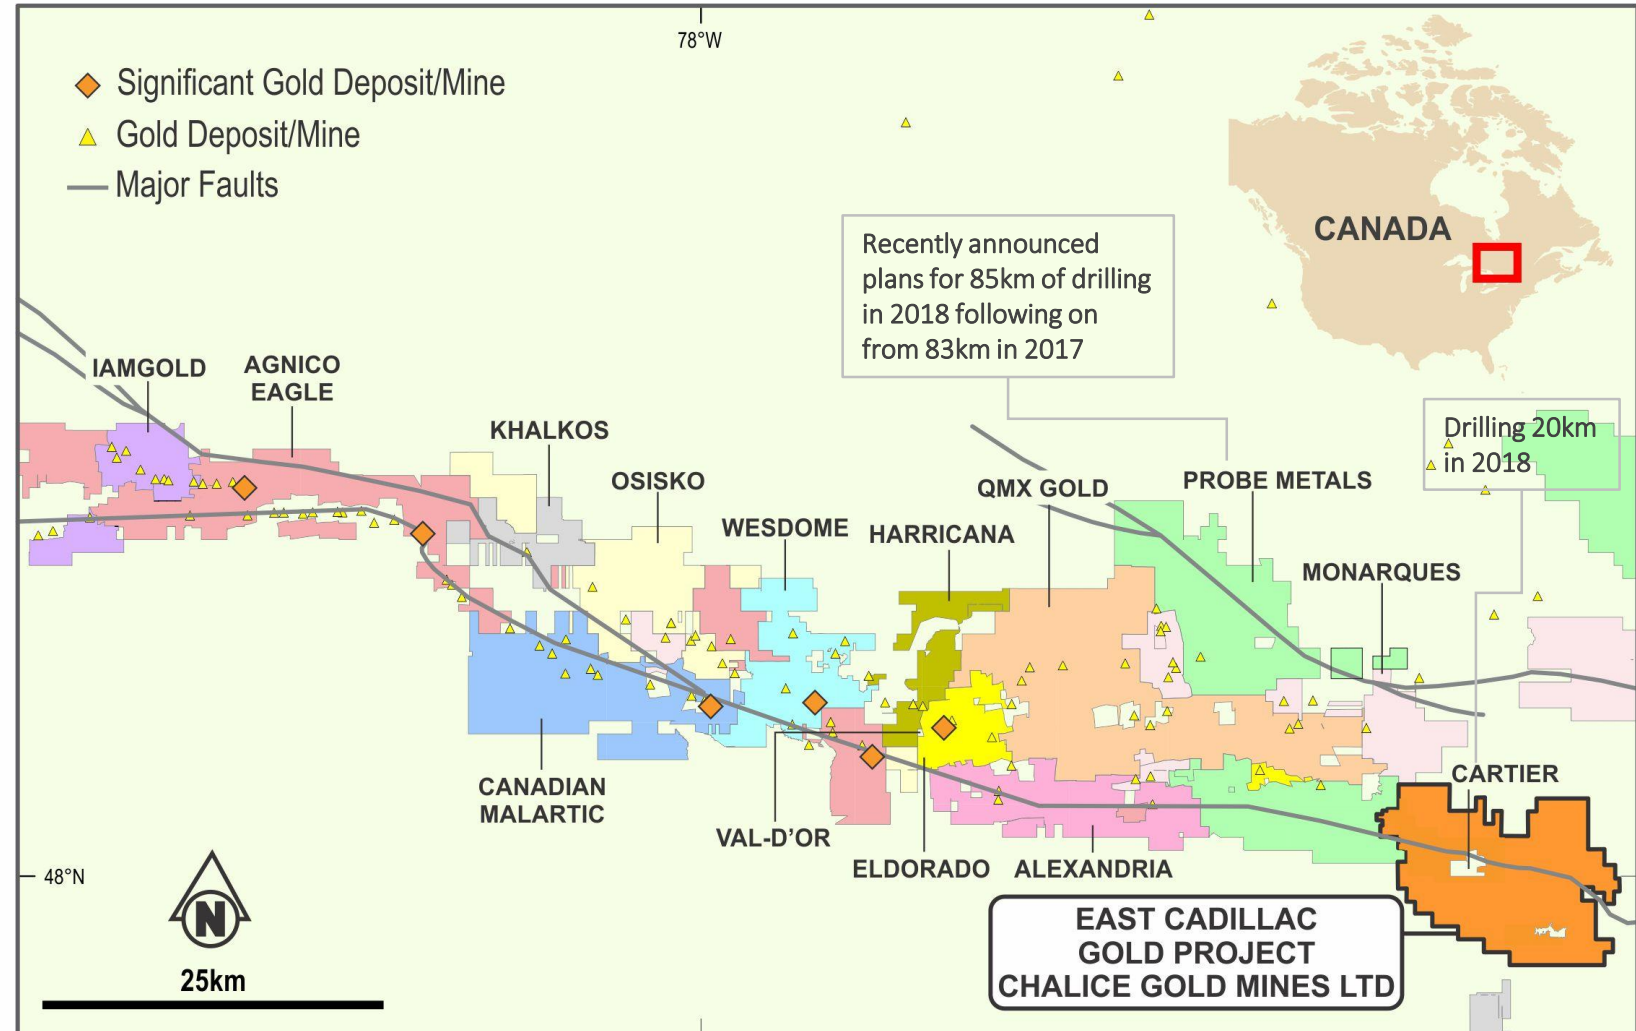 78°W
Significant Gold Deposit/Mine
Gold Deposit/Mine
Major Faults
CANADA
Recently announced
plans for 85km of drilling
in 2018 following on
from 83km in 2017
IAMGOLD
AGNICO
EAGLE
KHALKOS
OSISKO
WESDOME
HARRICANA
QMX GOLD
PROBE METALS
Drilling 20km
in 2018
MONARQUES
CANADIAN
MALARTIC
VAL-D'OR
ELDORADO
ALEXANDRIA
CARTIER
48°N
N
25km
EAST CADILLAC
GOLD PROJECT
CHALICE GOLD MINES LTD